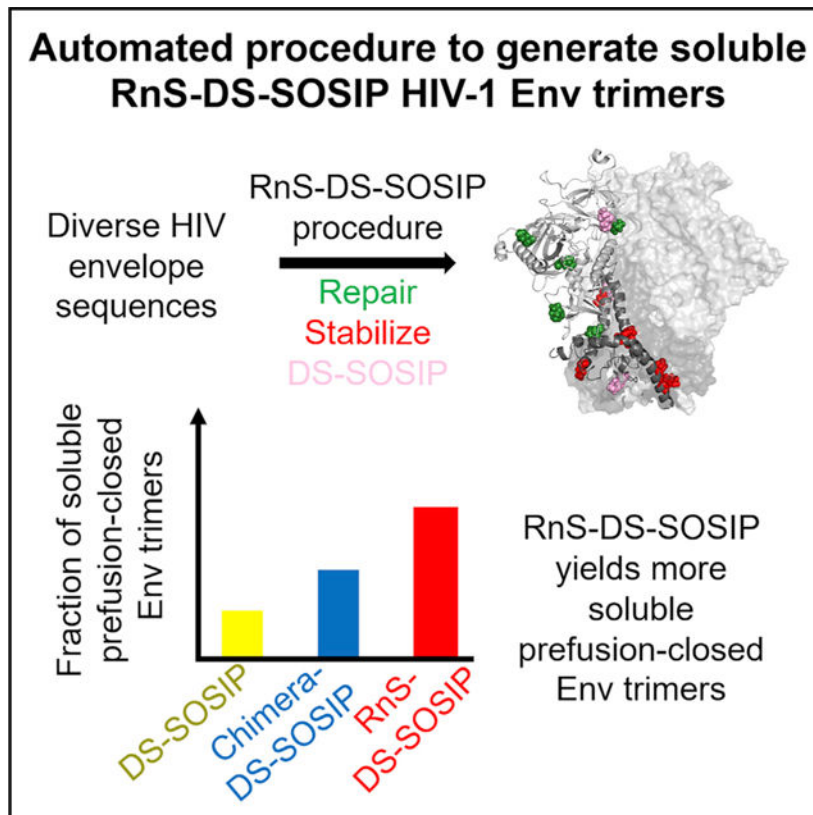 Automated procedure to generate soluble
RnS-DS-SOSIP HIV-1 Env trimers
Diverse HIV
envelope
sequences
RnS-DS-SOSIP
procedure
Repair
Stabilize
DS-SOSIP
Fraction of soluble
prefusion-closed
Env trimers
DS-SOSIP
Chimera-
DS-SOSIP
RnS-
DS-SOSIP
RnS-DS-SOSIP
yields more
soluble
prefusion-closed
Env trimers